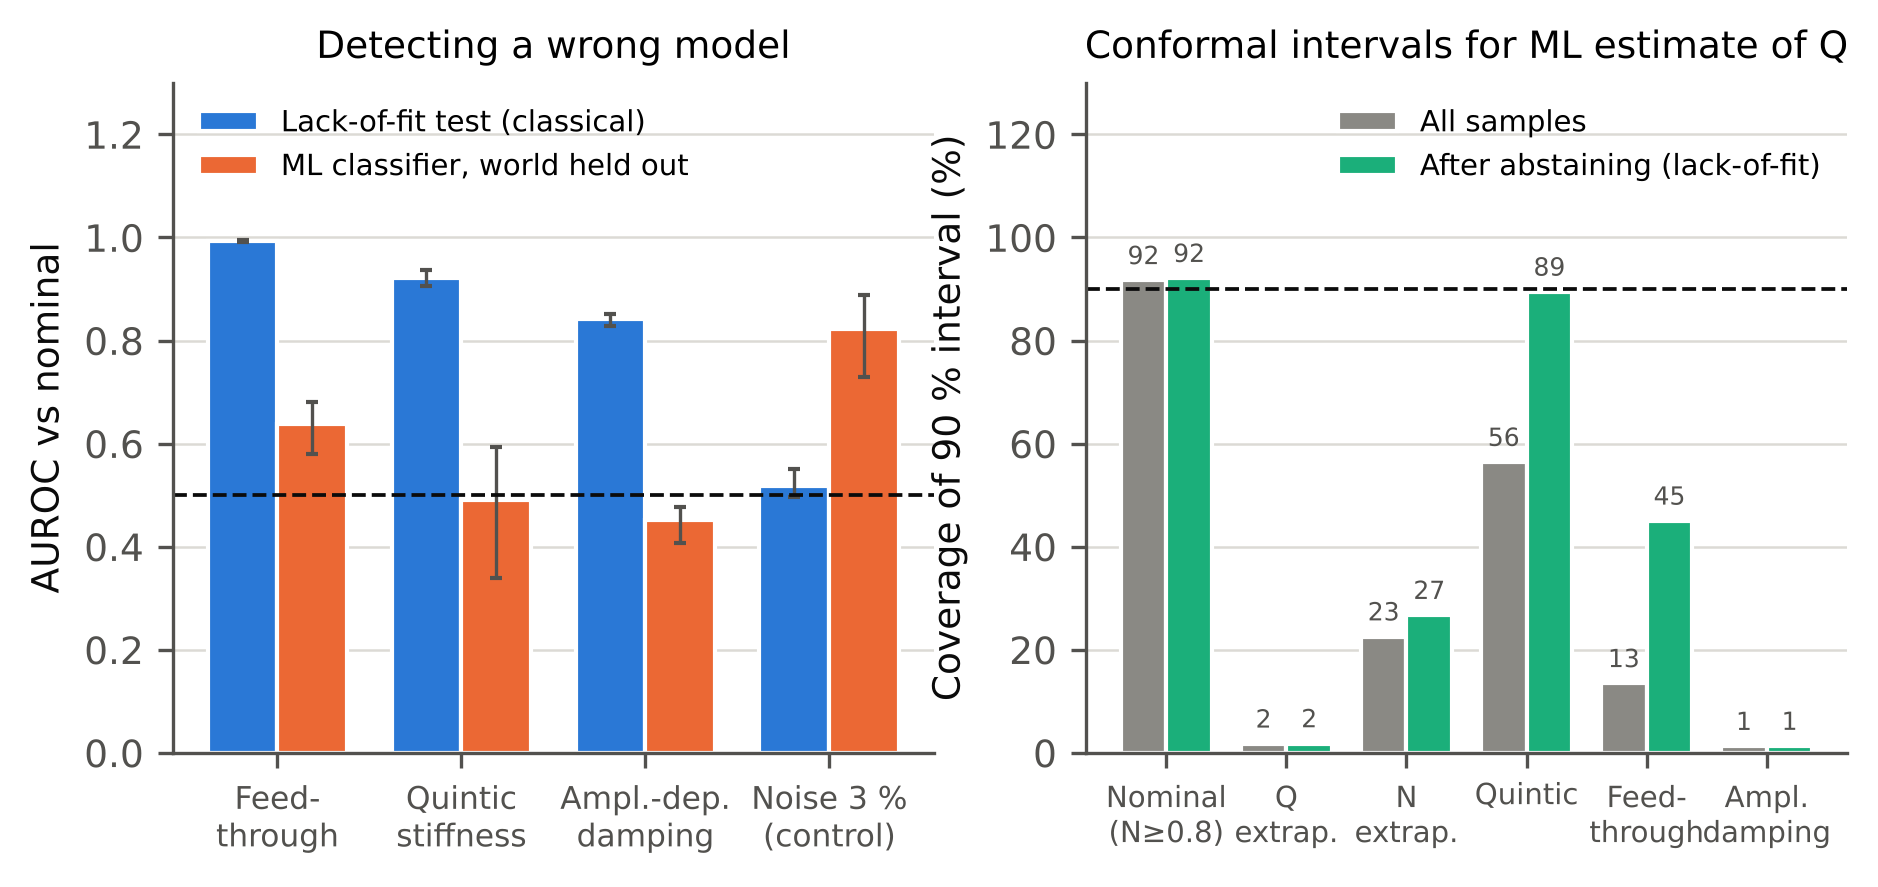 Detecting a wrong model
Lack-of-fit test (classical)
ML classifier, world held out
AUROC vs nominal
1.2
1.0
0.8
0.6
0.4
0.2
0.0
Feed-
through
Quintic
stiffness
Ampl.-dep.
damping
Noise 3 %
(control)
Conformal intervals for ML estimate of Q
All samples
After abstaining (lack-of-fit)
Coverage of 90 % interval (%)
120
100
80
60
40
20
0
92 92
2 2
23 27
56 89
13 45
1 1
Nominal
(N≥0.8)
Q
extrap.
N
extrap.
Quintic
Feed-
through
Ampl.
damping